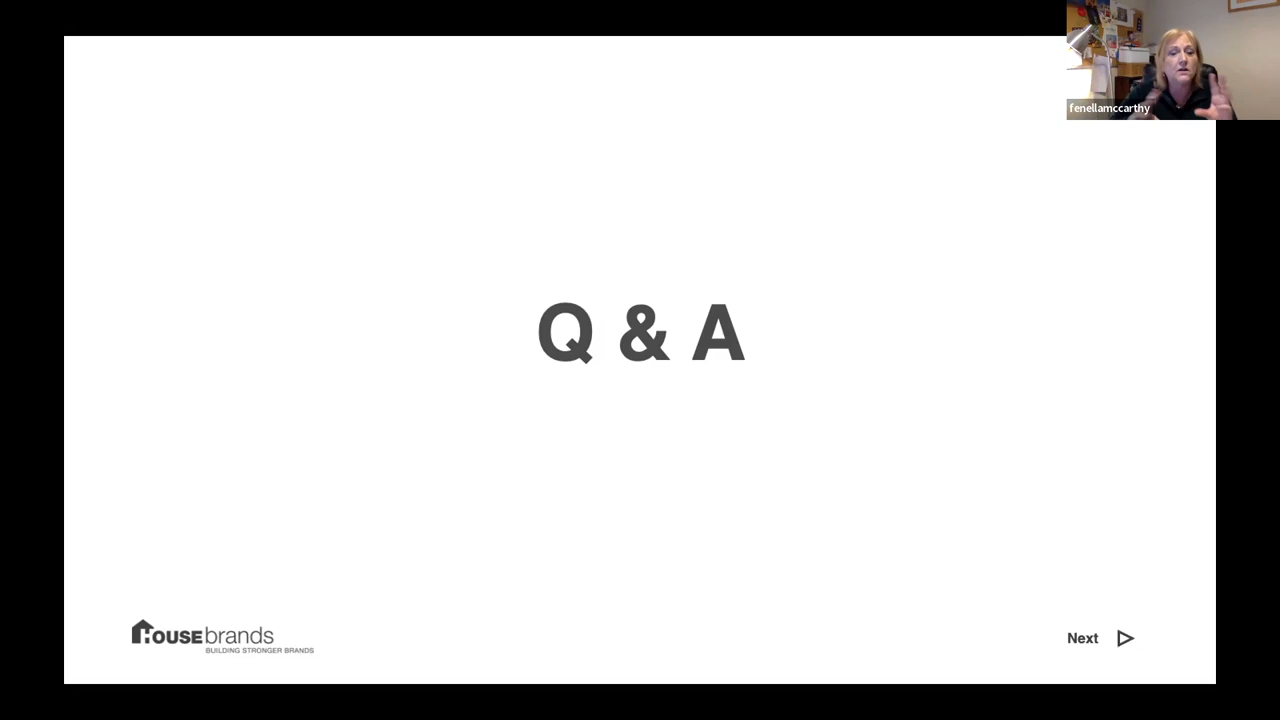 fenellamccarthy
Q & A
HOUSEbrands
BUILDING STRONGER BRANDS
Next